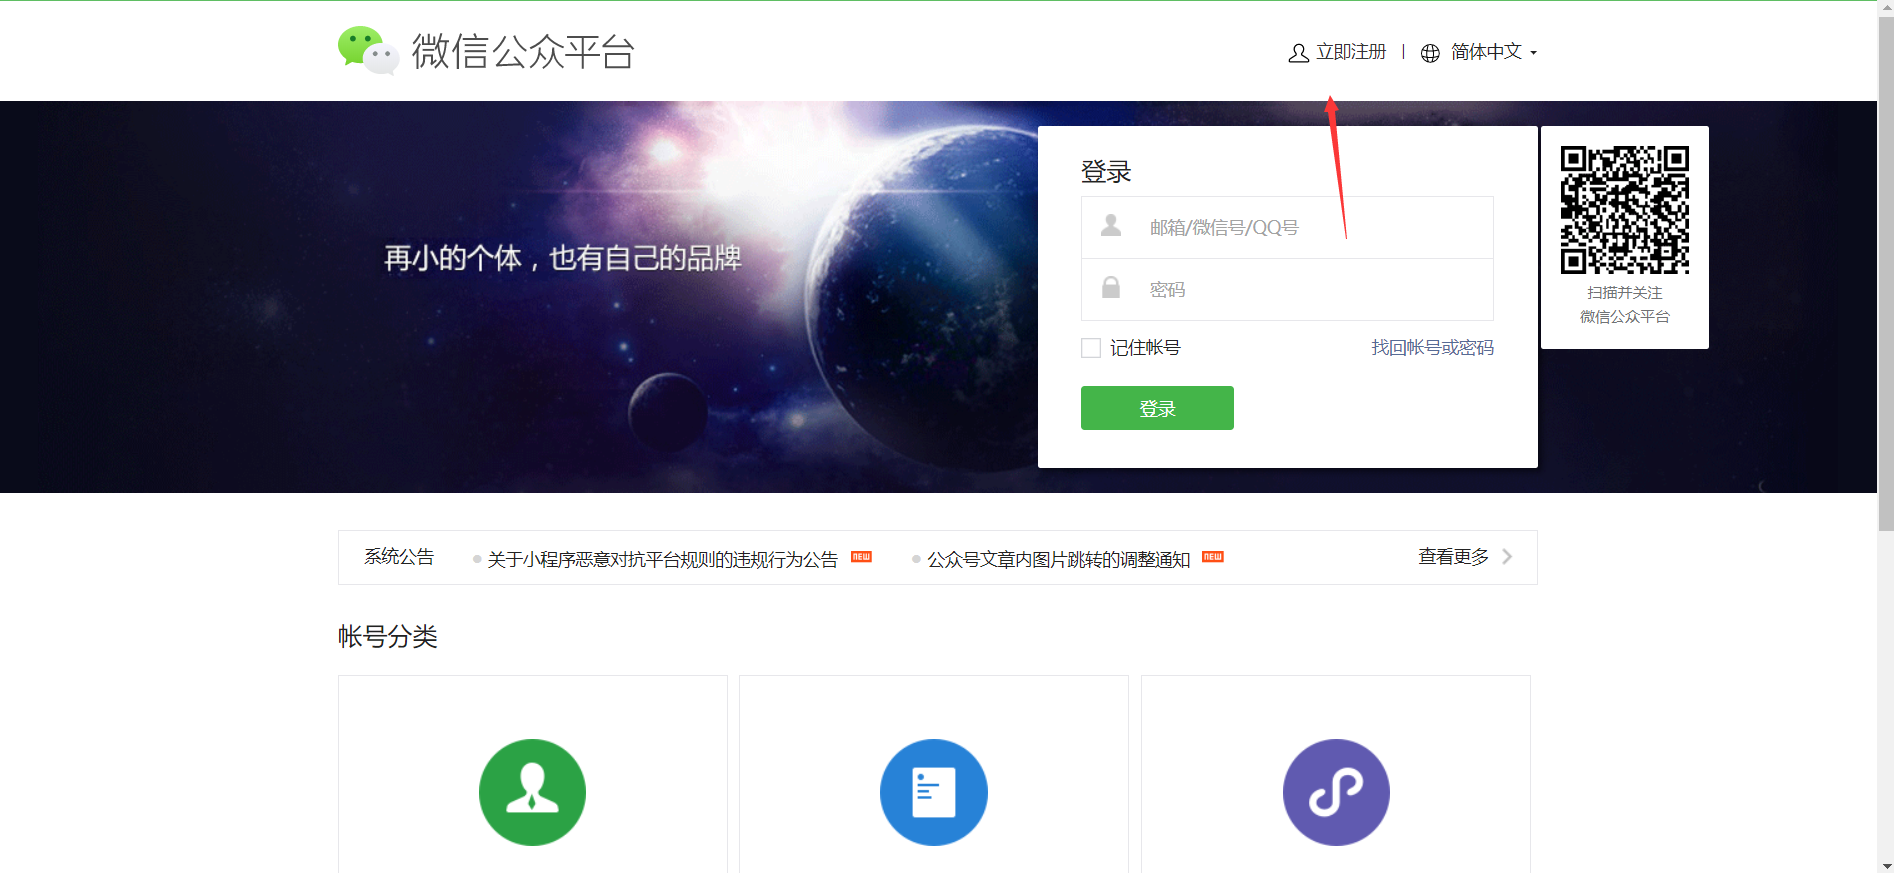 微信公众平台
立即注册 | 简体中文
登录
邮箱/微信号/QQ号
再小的个体，也有自己的品牌
密码
扫描并关注
微信公众平台
记住帐号 找回帐号或密码
登录
系统公告 关于小程序恶意对抗平台规则的违规行为公告 NEW 公众号文章内图片跳转的调整通知 NEW 查看更多
帐号分类